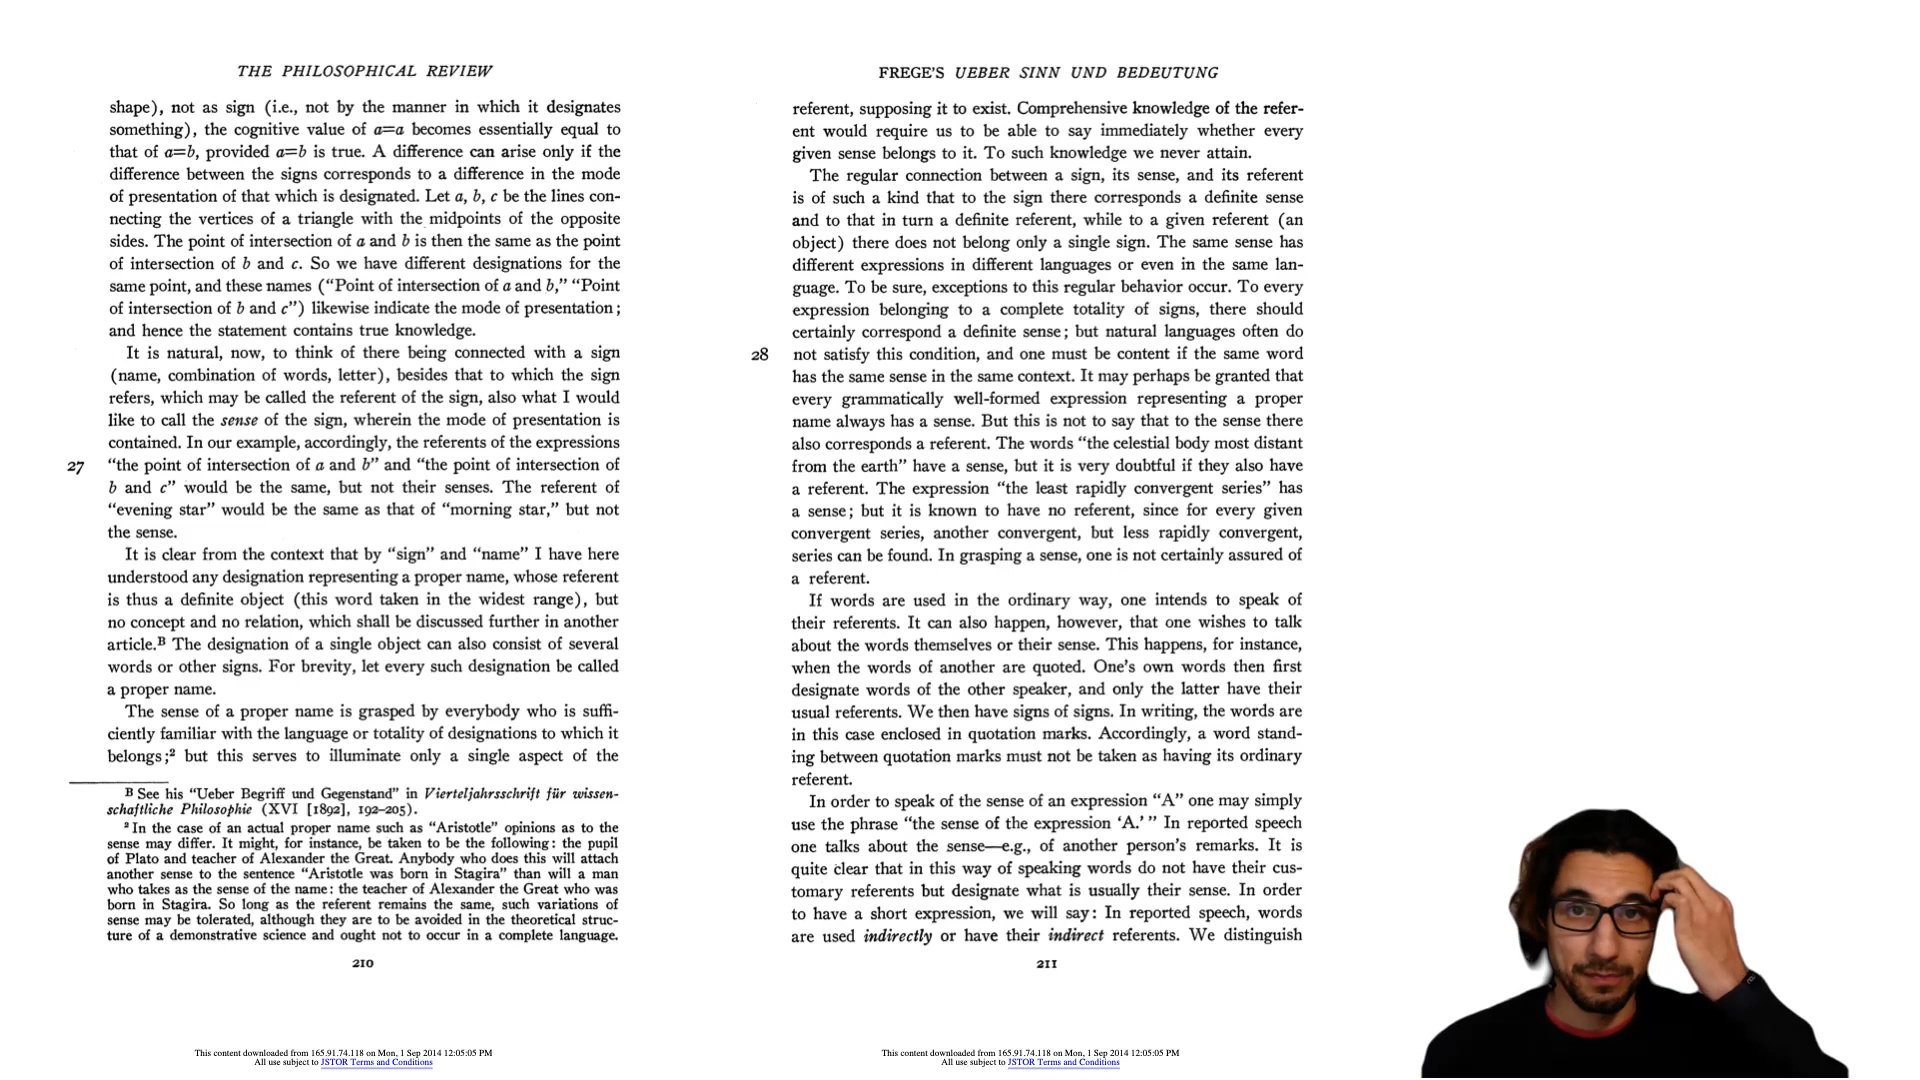 THE PHILOSOPHICAL REVIEW
shape), not as sign (i.e., not by the manner in which it designates
something), the cognitive value of a=a becomes essentially equal to
that of a=b, provided a=b is true. A difference can arise only if the
difference between the signs corresponds to a difference in the mode
of presentation of that which is designated. Let a, b, c be the lines con-
necting the vertices of a triangle with the midpoints of the opposite
sides. The point of intersection of a and b is then the same as the point
of intersection of b and c. So we have different designations for the
same point, and these names (“Point of intersection of a and b,” “Point
of intersection of b and c”) likewise indicate the mode of presentation;
and hence the statement contains true knowledge.
It is natural, now, to think of there being connected with a sign
(name, combination of words, letter), besides that to which the sign
refers, which may be called the referent of the sign, also what I would
like to call the sense of the sign, wherein the mode of presentation is
contained. In our example, accordingly, the referents of the expressions
27 “the point of intersection of a and b” and “the point of intersection of
b and c” would be the same, but not their senses. The referent of
“evening star” would be the same as that of “morning star,” but not
the sense.
It is clear from the context that by “sign” and “name” I have here
understood any designation representing a proper name, whose referent
is thus a definite object (this word taken in the widest range), but
no concept and no relation, which shall be discussed further in another
article.B The designation of a single object can also consist of several
words or other signs. For brevity, let every such designation be called
a proper name.
The sense of a proper name is grasped by everybody who is suffi-
ciently familiar with the language or totality of designations to which it
belongs;² but this serves to illuminate only a single aspect of the
B See his “Ueber Begriff und Gegenstand” in Vierteljahrsschrift für wissen-
schaftliche Philosophie (XVI [1892], 192–205).
² In the case of an actual proper name such as “Aristotle” opinions as to the
sense may differ. It might, for instance, be taken to be the following: the pupil
of Plato and teacher of Alexander the Great. Anybody who does this will attach
another sense to the sentence “Aristotle was born in Stagira” than will a man
who takes as the sense of the name: the teacher of Alexander the Great who was
born in Stagira. So long as the referent remains the same, such variations of
sense may be tolerated, although they are to be avoided in the theoretical struc-
ture of a demonstrative science and ought not to occur in a complete language.
210
This content downloaded from 165.91.74.118 on Mon, 1 Sep 2014 12:05:05 PM
All use subject to JSTOR Terms and Conditions
FREGE'S UEBER SINN UND BEDEUTUNG
referent, supposing it to exist. Comprehensive knowledge of the refer-
ent would require us to be able to say immediately whether every
given sense belongs to it. To such knowledge we never attain.
The regular connection between a sign, its sense, and its referent
is of such a kind that to the sign there corresponds a definite sense
and to that in turn a definite referent, while to a given referent (an
object) there does not belong only a single sign. The same sense has
different expressions in different languages or even in the same lan-
guage. To be sure, exceptions to this regular behavior occur. To every
expression belonging to a complete totality of signs, there should
certainly correspond a definite sense; but natural languages often do
28 not satisfy this condition, and one must be content if the same word
has the same sense in the same context. It may perhaps be granted that
every grammatically well-formed expression representing a proper
name always has a sense. But this is not to say that to the sense there
also corresponds a referent. The words “the celestial body most distant
from the earth” have a sense, but it is very doubtful if they also have
a referent. The expression “the least rapidly convergent series” has
a sense; but it is known to have no referent, since for every given
convergent series, another convergent, but less rapidly convergent,
series can be found. In grasping a sense, one is not certainly assured of
a referent.
If words are used in the ordinary way, one intends to speak of
their referents. It can also happen, however, that one wishes to talk
about the words themselves or their sense. This happens, for instance,
when the words of another are quoted. One's own words then first
designate words of the other speaker, and only the latter have their
usual referents. We then have signs of signs. In writing, the words are
in this case enclosed in quotation marks. Accordingly, a word stand-
ing between quotation marks must not be taken as having its ordinary
referent.
In order to speak of the sense of an expression “A” one may simply
use the phrase “the sense of the expression ‘A.’ ” In reported speech
one talks about the sense—e.g., of another person's remarks. It is
quite clear that in this way of speaking words do not have their cus-
tomary referents but designate what is usually their sense. In order
to have a short expression, we will say: In reported speech, words
are used indirectly or have their indirect referents. We distinguish
211
This content downloaded from 165.91.74.118 on Mon, 1 Sep 2014 12:05:05 PM
All use subject to JSTOR Terms and Conditions